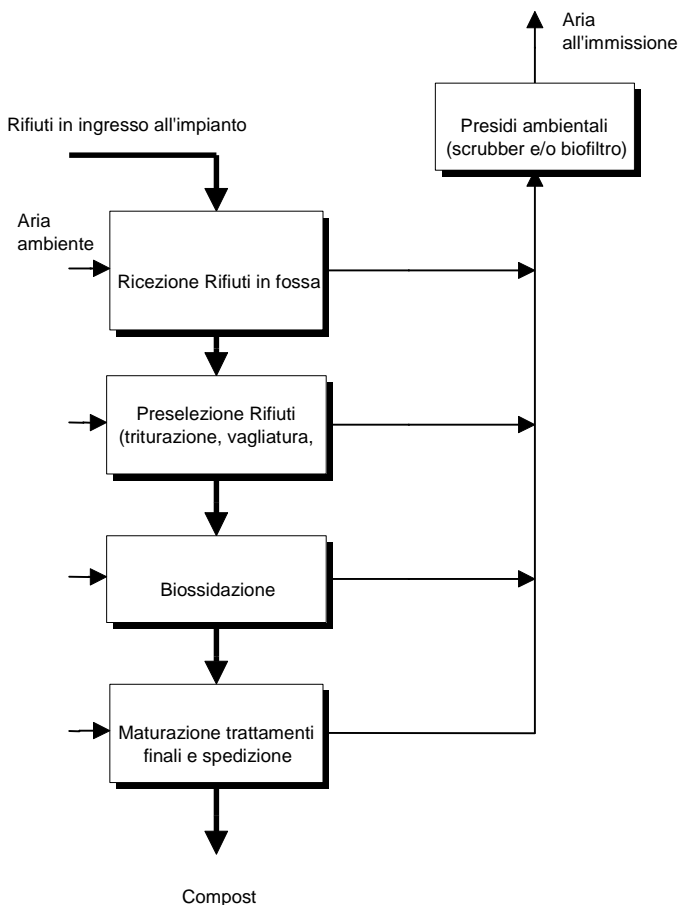 Aria
all'immissione
Presidi ambientali
(scrubber e/o biofiltro)
Rifiuti in ingresso all'impianto
Aria
ambiente
Ricezione Rifiuti in fossa
Preselezione Rifiuti
(triturazione, vagliatura,
Biossidazione
Maturazione trattamenti
finali e spedizione
Compost